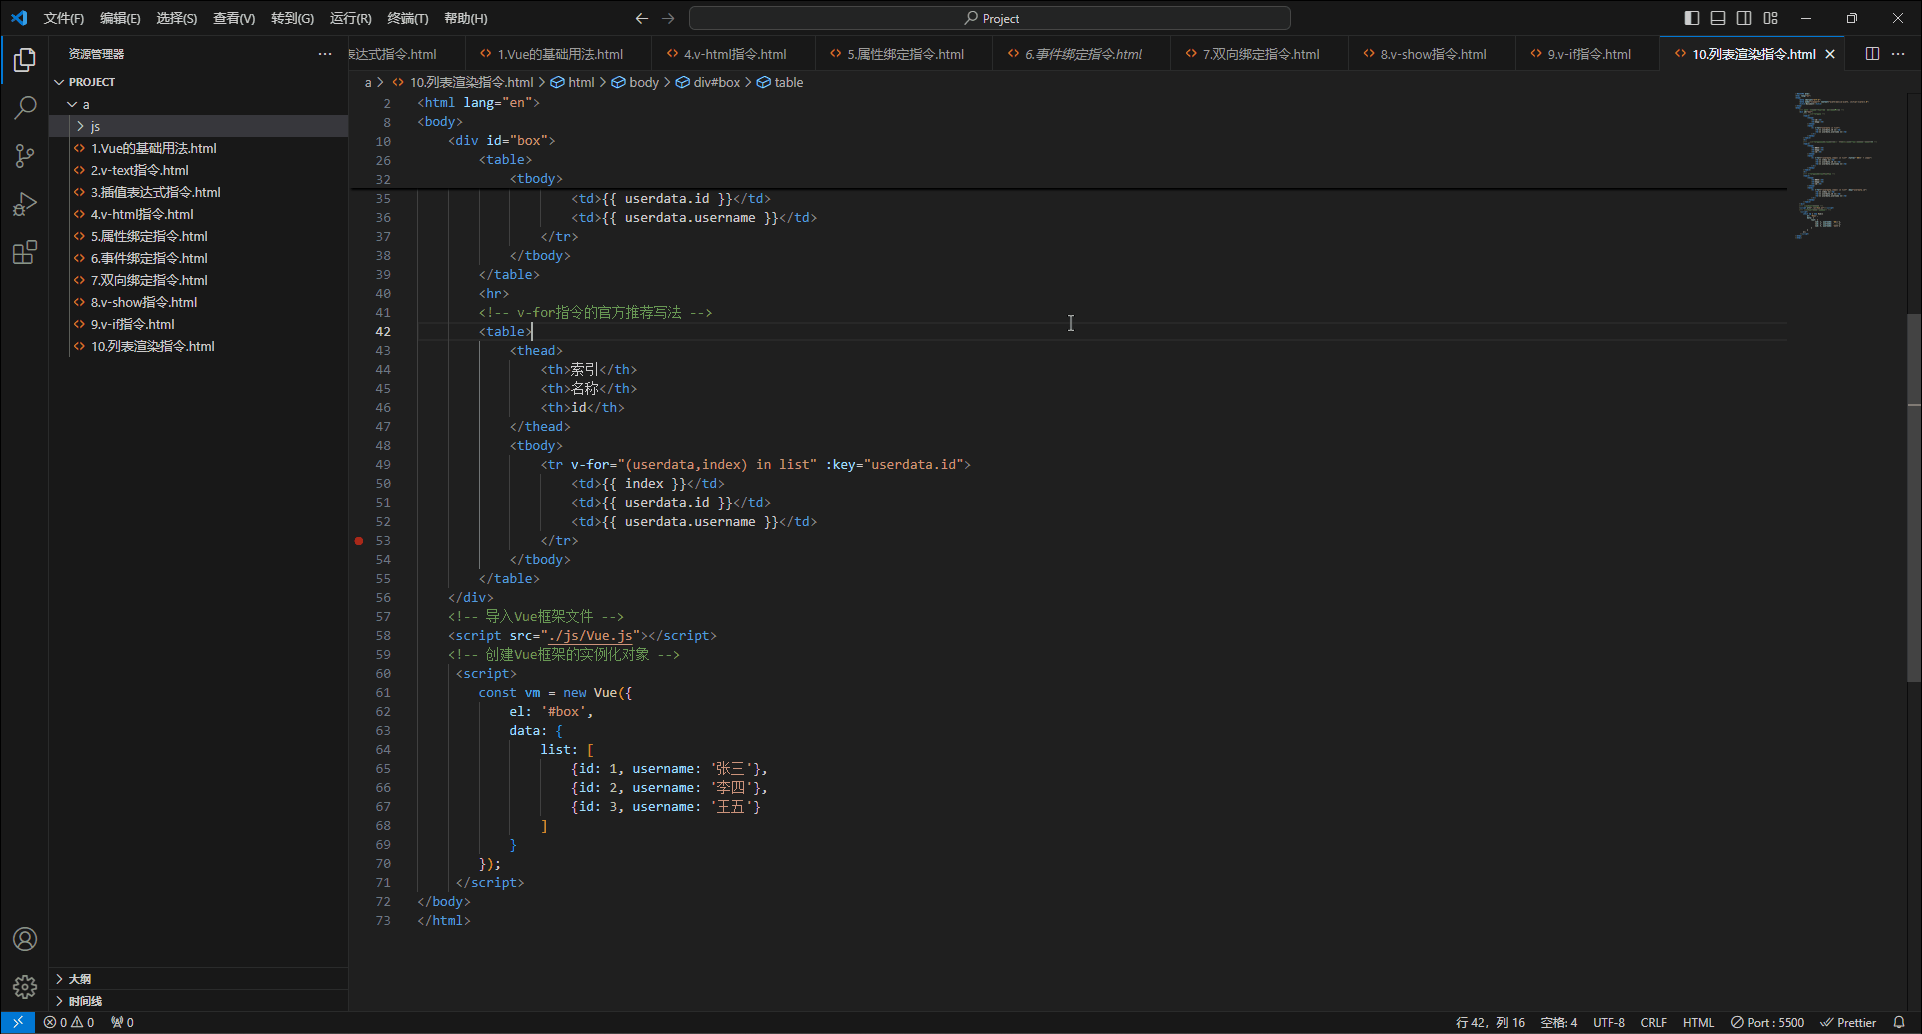 文件(F) 编辑(E) 选择(S) 查看(V) 转到(G) 运行(R) 终端(T) 帮助(H) Project
资源管理器
表达式指令.html 1.Vue的基础用法.html 4.v-html指令.html 5.属性绑定指令.html 6.事件绑定指令.html 7.双向绑定指令.html 8.v-show指令.html 9.v-if指令.html 10.列表渲染指令.html
PROJECT
a
js
1.Vue的基础用法.html
2.v-text指令.html
3.插值表达式指令.html
4.v-html指令.html
5.属性绑定指令.html
6.事件绑定指令.html
7.双向绑定指令.html
8.v-show指令.html
9.v-if指令.html
10.列表渲染指令.html
大纲
时间线
a > 10.列表渲染指令.html > html > body > div#box > table
2 <html lang="en">
8 <body>
10 <div id="box">
26 <table>
32 <tbody>
35 <td>{{ userdata.id }}</td>
36 <td>{{ userdata.username }}</td>
37 </tr>
38 </tbody>
39 </table>
40 <hr>
41 <!-- v-for指令的官方推荐写法 -->
42 <table>
43 <thead>
44 <th>索引</th>
45 <th>名称</th>
46 <th>id</th>
47 </thead>
48 <tbody>
49 <tr v-for="(userdata,index) in list" :key="userdata.id">
50 <td>{{ index }}</td>
51 <td>{{ userdata.id }}</td>
52 <td>{{ userdata.username }}</td>
53 </tr>
54 </tbody>
55 </table>
56 </div>
57 <!-- 导入Vue框架文件 -->
58 <script src="./js/Vue.js"></script>
59 <!-- 创建Vue框架的实例化对象 -->
60 <script>
61 const vm = new Vue({
62 el: '#box',
63 data: {
64 list: [
65 {id: 1, username: '张三'},
66 {id: 2, username: '李四'},
67 {id: 3, username: '王五'}
68 ]
69 }
70 });
71 </script>
72 </body>
73 </html>
0 0 0 行 42，列 16 空格: 4 UTF-8 CRLF HTML Port : 5500 Prettier